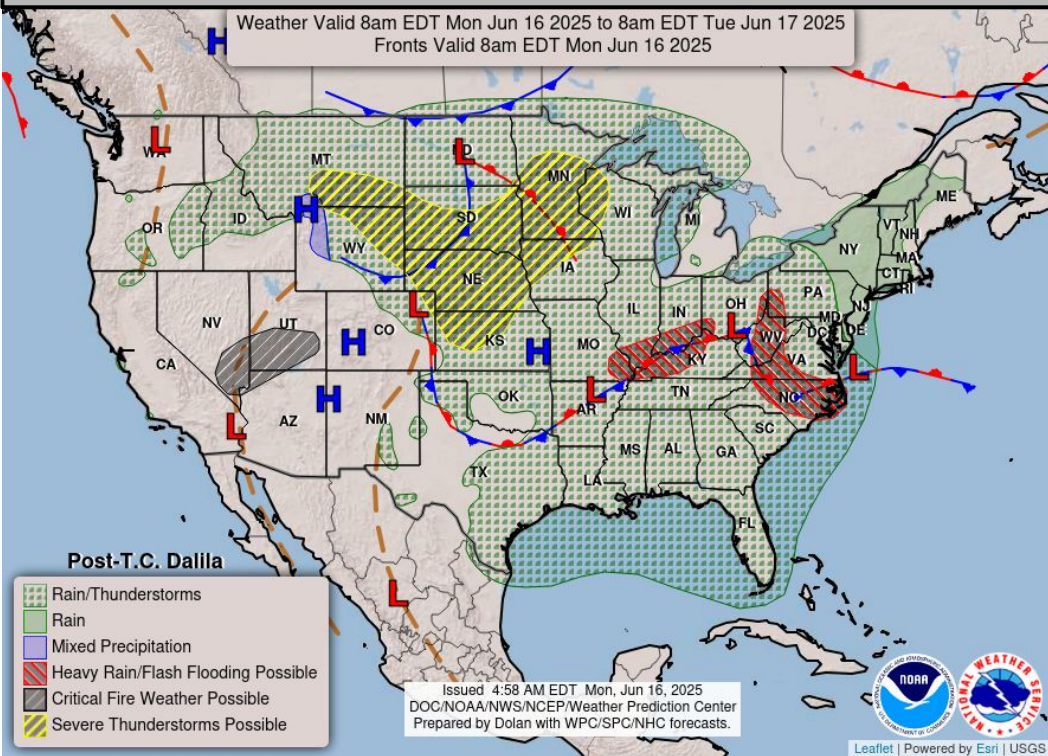 Weather Valid 8am EDT Mon Jun 16 2025 to 8am EDT Tue Jun 17 2025
Fronts Valid 8am EDT Mon Jun 16 2025
H
L
WA
MT
L
ND
MN
ME
H
OR
ID
WY
SD
WI
MI
VT
NH
NY
MA
CT
RI
NV
UT
L
CO
NE
IA
IL
IN
OH
PA
NJ
MD
DE
DC
CA
H
KS
H
MO
L
KY
WV
VA
L
AZ
H
NM
OK
L
AR
TN
NC
L
TX
MS
AL
GA
SC
LA
FL
Post-T.C. Dalila
Rain/Thunderstorms
Rain
Mixed Precipitation
Heavy Rain/Flash Flooding Possible
Critical Fire Weather Possible
Severe Thunderstorms Possible
L
Issued 4:58 AM EDT Mon, Jun 16, 2025
DOC/NOAA/NWS/NCEP/Weather Prediction Center
Prepared by Dolan with WPC/SPC/NHC forecasts.
NOAA
NATIONAL WEATHER SERVICE
Leaflet | Powered by Esri | USGS